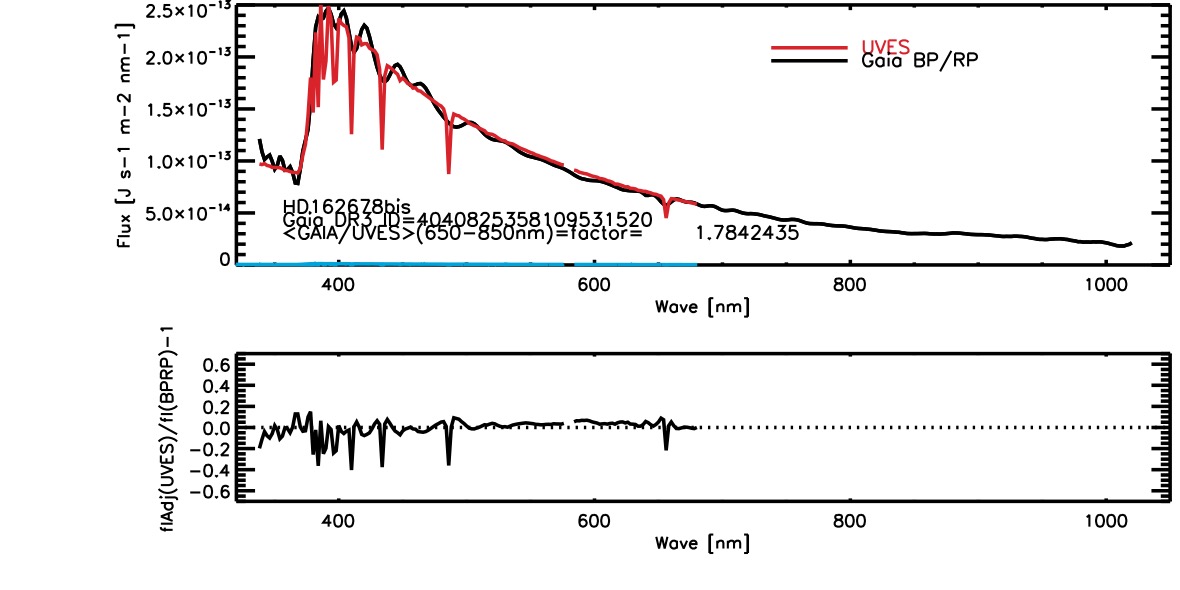 2.5×10⁻¹³
2.0×10⁻¹³
1.5×10⁻¹³
1.0×10⁻¹³
5.0×10⁻¹⁴
0
Flux [J s−1 m−2 nm−1]
UVES
Gaia BP/RP
HD162678bis
Gaia DR3 ID=4040825358109531520
<GAIA/UVES>(650−850nm)=factor= 1.7842435
400 600 800 1000
Wave [nm]
flAdj(UVES)/fl(BPRP)−1
0.6
0.4
0.2
0.0
−0.2
−0.4
−0.6
400 600 800 1000
Wave [nm]